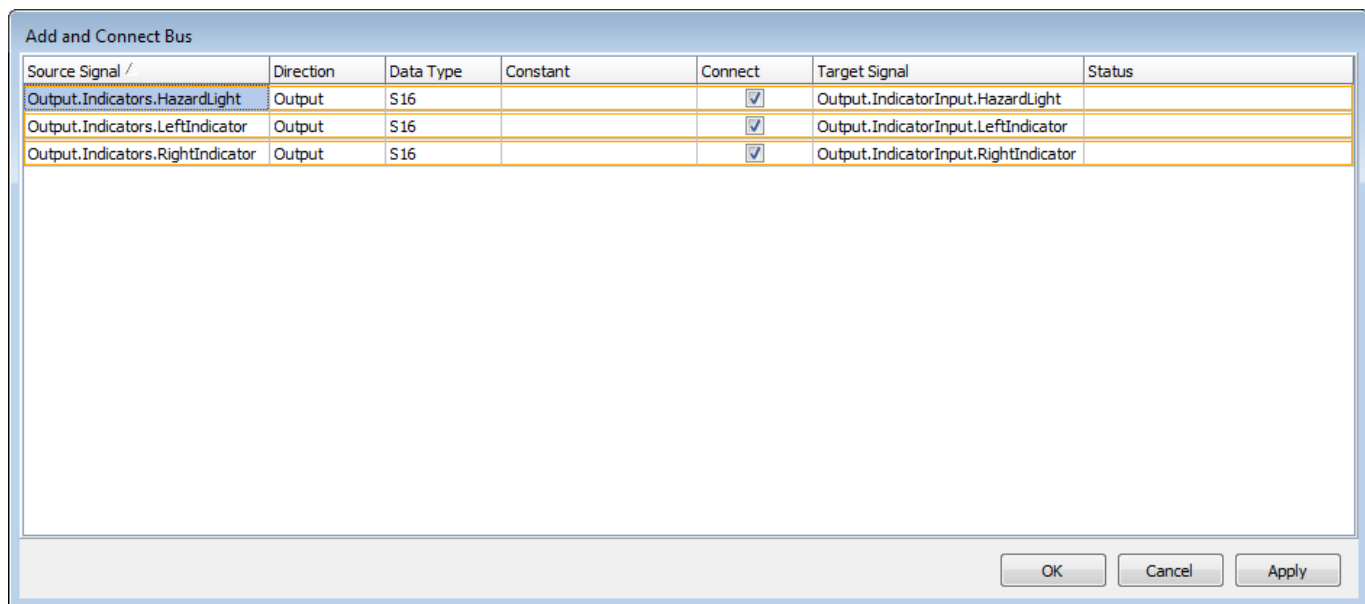 Add and Connect Bus
Source Signal Direction Data Type Constant Connect Target Signal Status
Output.Indicators.HazardLight Output S16 Output.IndicatorInput.HazardLight
Output.Indicators.LeftIndicator Output S16 Output.IndicatorInput.LeftIndicator
Output.Indicators.RightIndicator Output S16 Output.IndicatorInput.RightIndicator
OK Cancel Apply